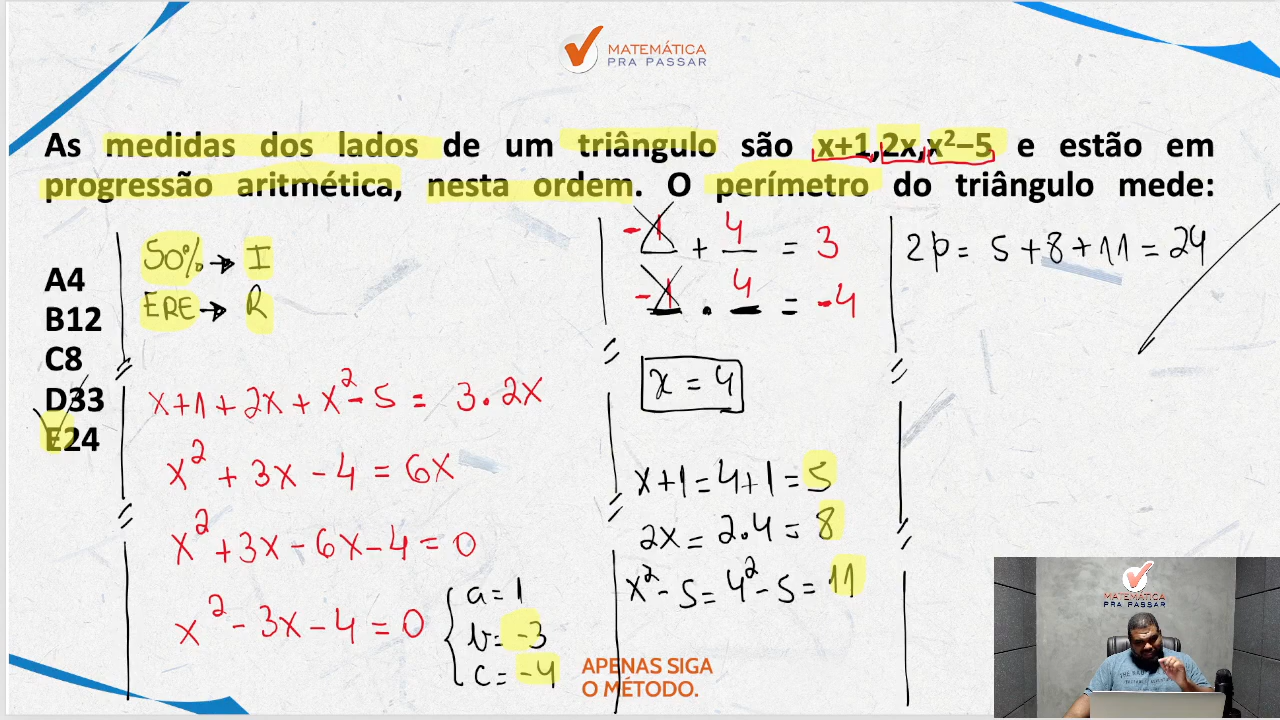 MATEMÁTICA
PRA PASSAR
As medidas dos lados de um triângulo são x+1,2x,x²–5 e estão em
progressão aritmética, nesta ordem. O perímetro do triângulo mede:
A4
B12
C8
D33
E24
50% → I
ERE → R
x+1+2x+x²-5 = 3.2x
x²+3x-4=6x
x²+3x-6x-4=0
x²-3x-4=0
a=1
b=-3
c=-4
-1 + 4 = 3
-1 . 4 = -4
x = 4
x+1=4+1=5
2x=2.4=8
x²-5=4²-5=11
2p= 5+8+11=24
APENAS SIGA
O MÉTODO.
MATEMÁTICA
PRA PASSAR